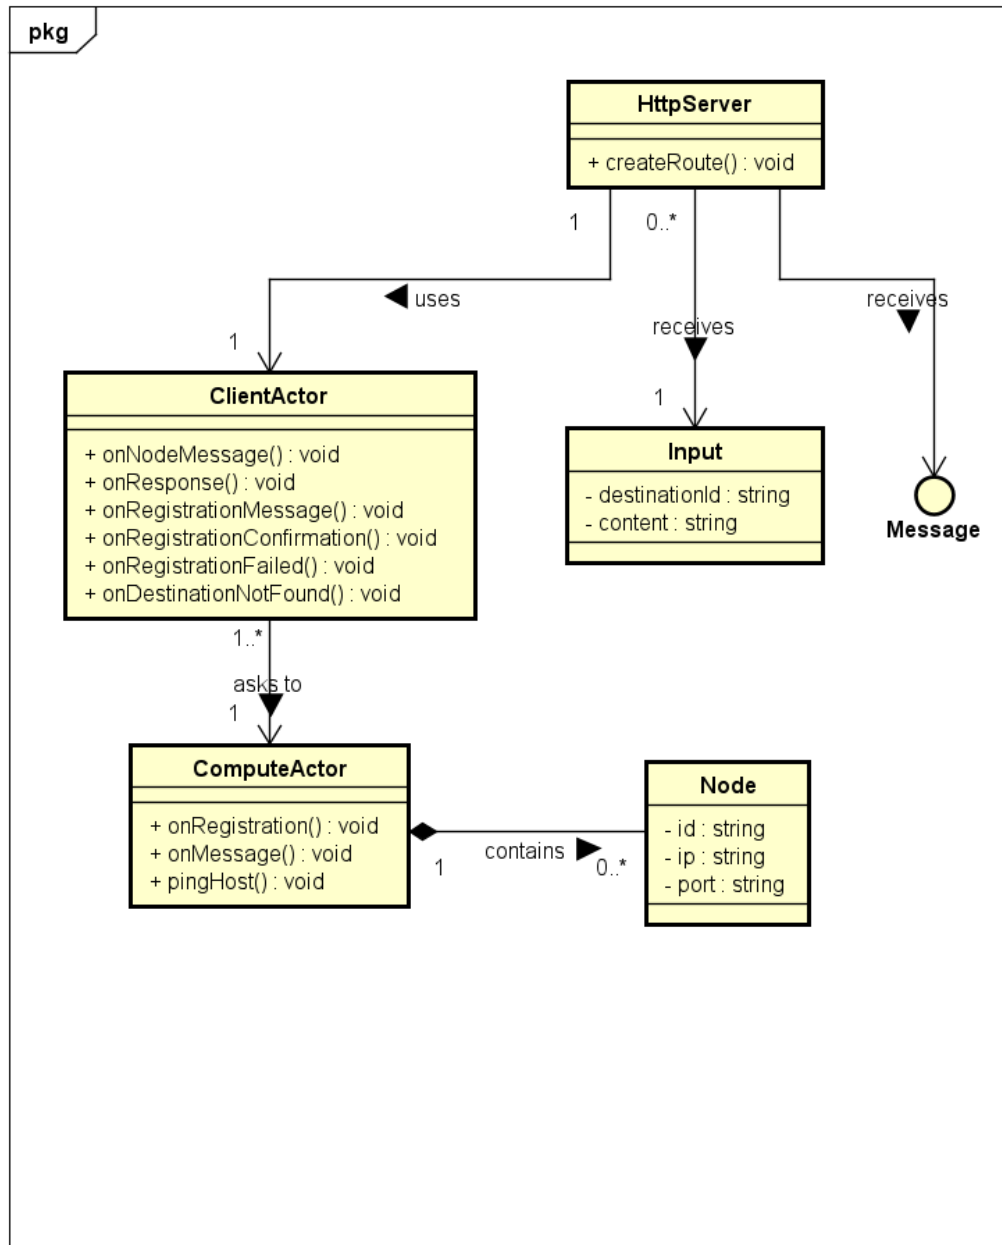 pkg
HttpServer
+ createRoute() : void
1
0..*
uses
receives
receives
1
1
ClientActor
+ onNodeMessage() : void
+ onResponse() : void
+ onRegistrationMessage() : void
+ onRegistrationConfirmation() : void
+ onRegistrationFailed() : void
+ onDestinationNotFound() : void
Input
- destinationId : string
- content : string
Message
1..*
asks to
1
ComputeActor
+ onRegistration() : void
+ onMessage() : void
+ pingHost() : void
1
contains
0..*
Node
- id : string
- ip : string
- port : string